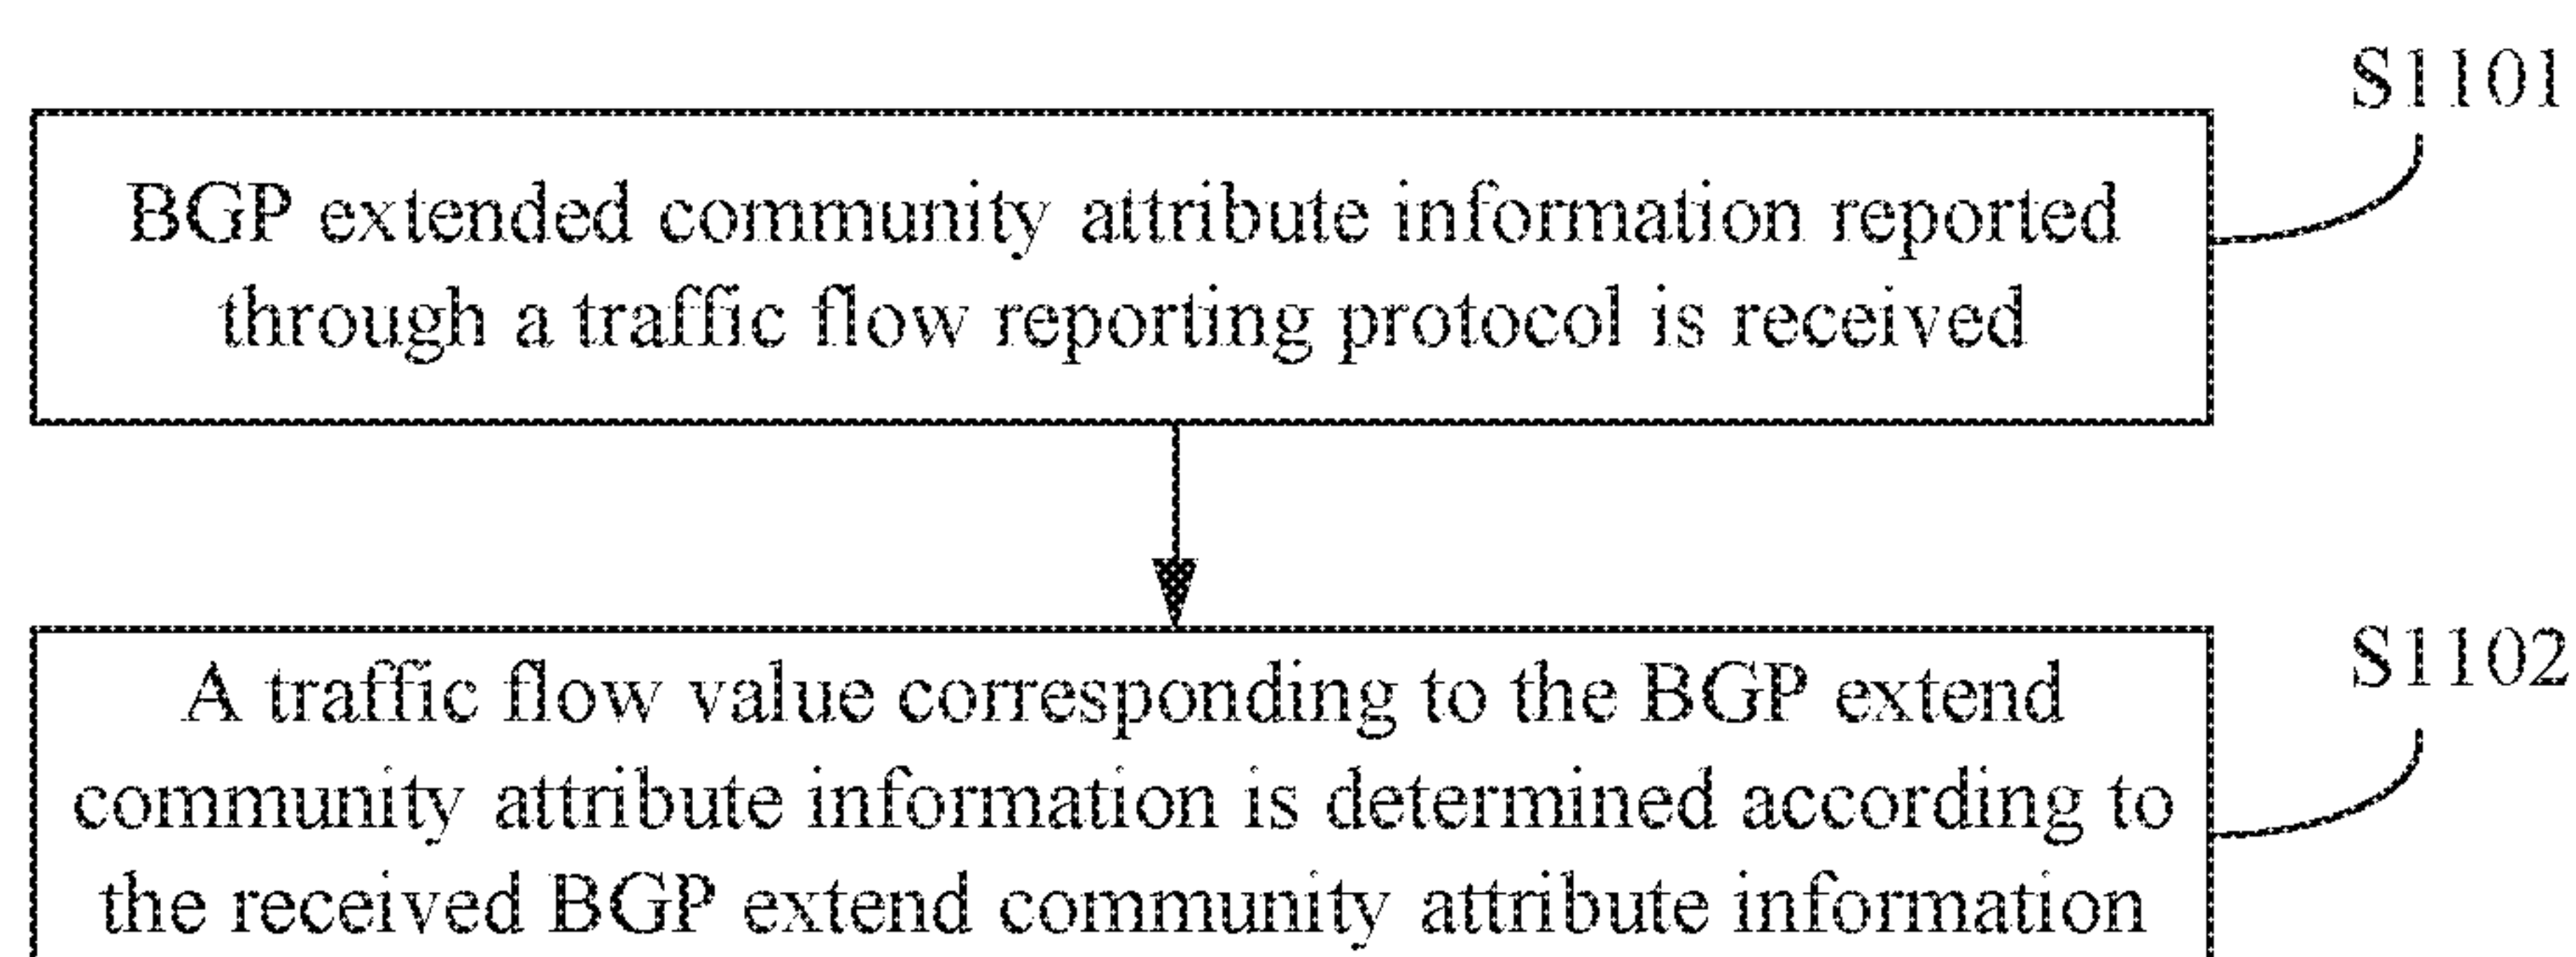 S1101
BGP extended community attribute information reported
through a traffic flow reporting protocol is received
S1102
A traffic flow value corresponding to the BGP extend
community attribute information is determined according to
the received BGP extend community attribute information